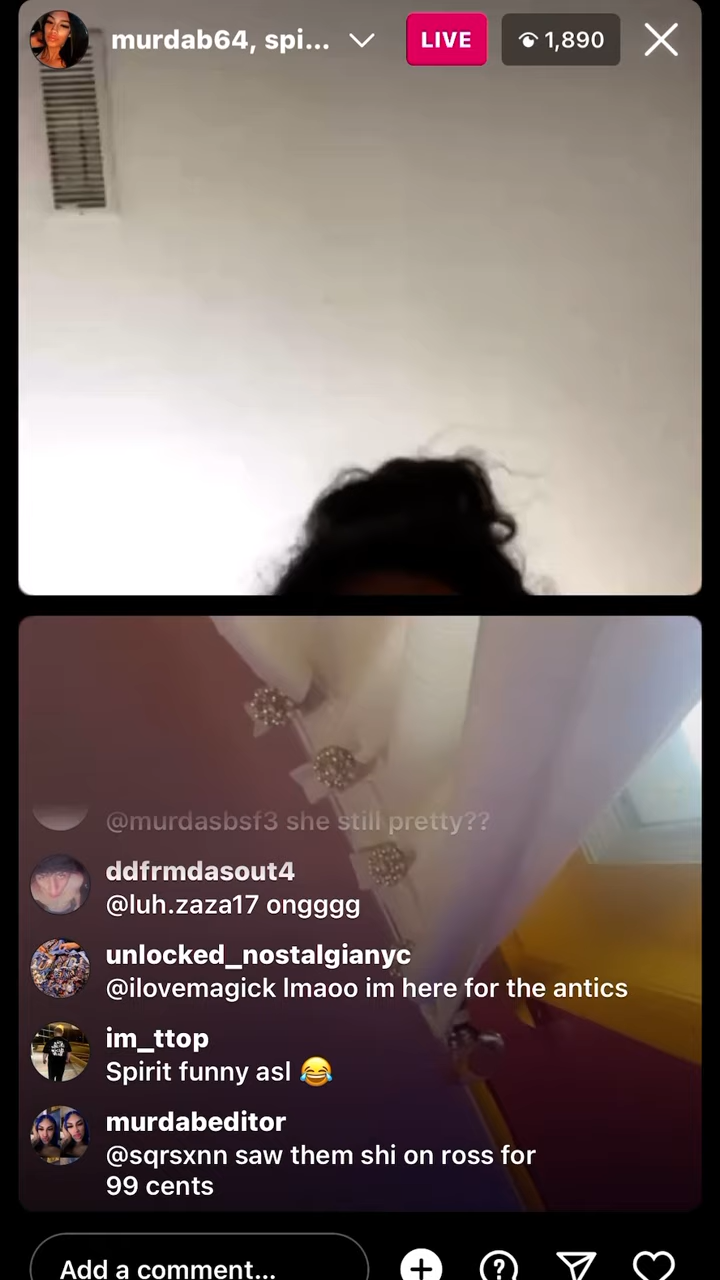 murdab64, spi...
LIVE
1,890
@murdasbsf3 she still pretty??
ddfrmdasout4
@luh.zaza17 ongggg
unlocked_nostalgianyc
@ilovemagick lmaoo im here for the antics
im_ttop
Spirit funny asl 😂
murdabeditor
@sqrsxnn saw them shi on ross for
99 cents
Add a comment...